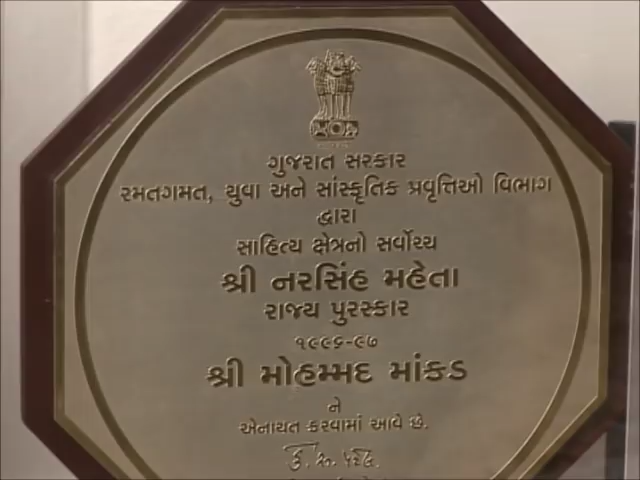 ગુજરાત સરકાર
રમતગમત, યુવા અને સાંસ્કૃતિક પ્રવૃત્તિઓ વિભાગ
દ્વારા
સાહિત્ય ક્ષેત્રનો સર્વોચ્ચ
શ્રી નરસિંહ મહેતા
રાજ્ય પુરસ્કાર
૧૯૯૬-૯૭
શ્રી મોહમ્મદ માંકડ
ને
એનાયત કરવામાં આવે છે.